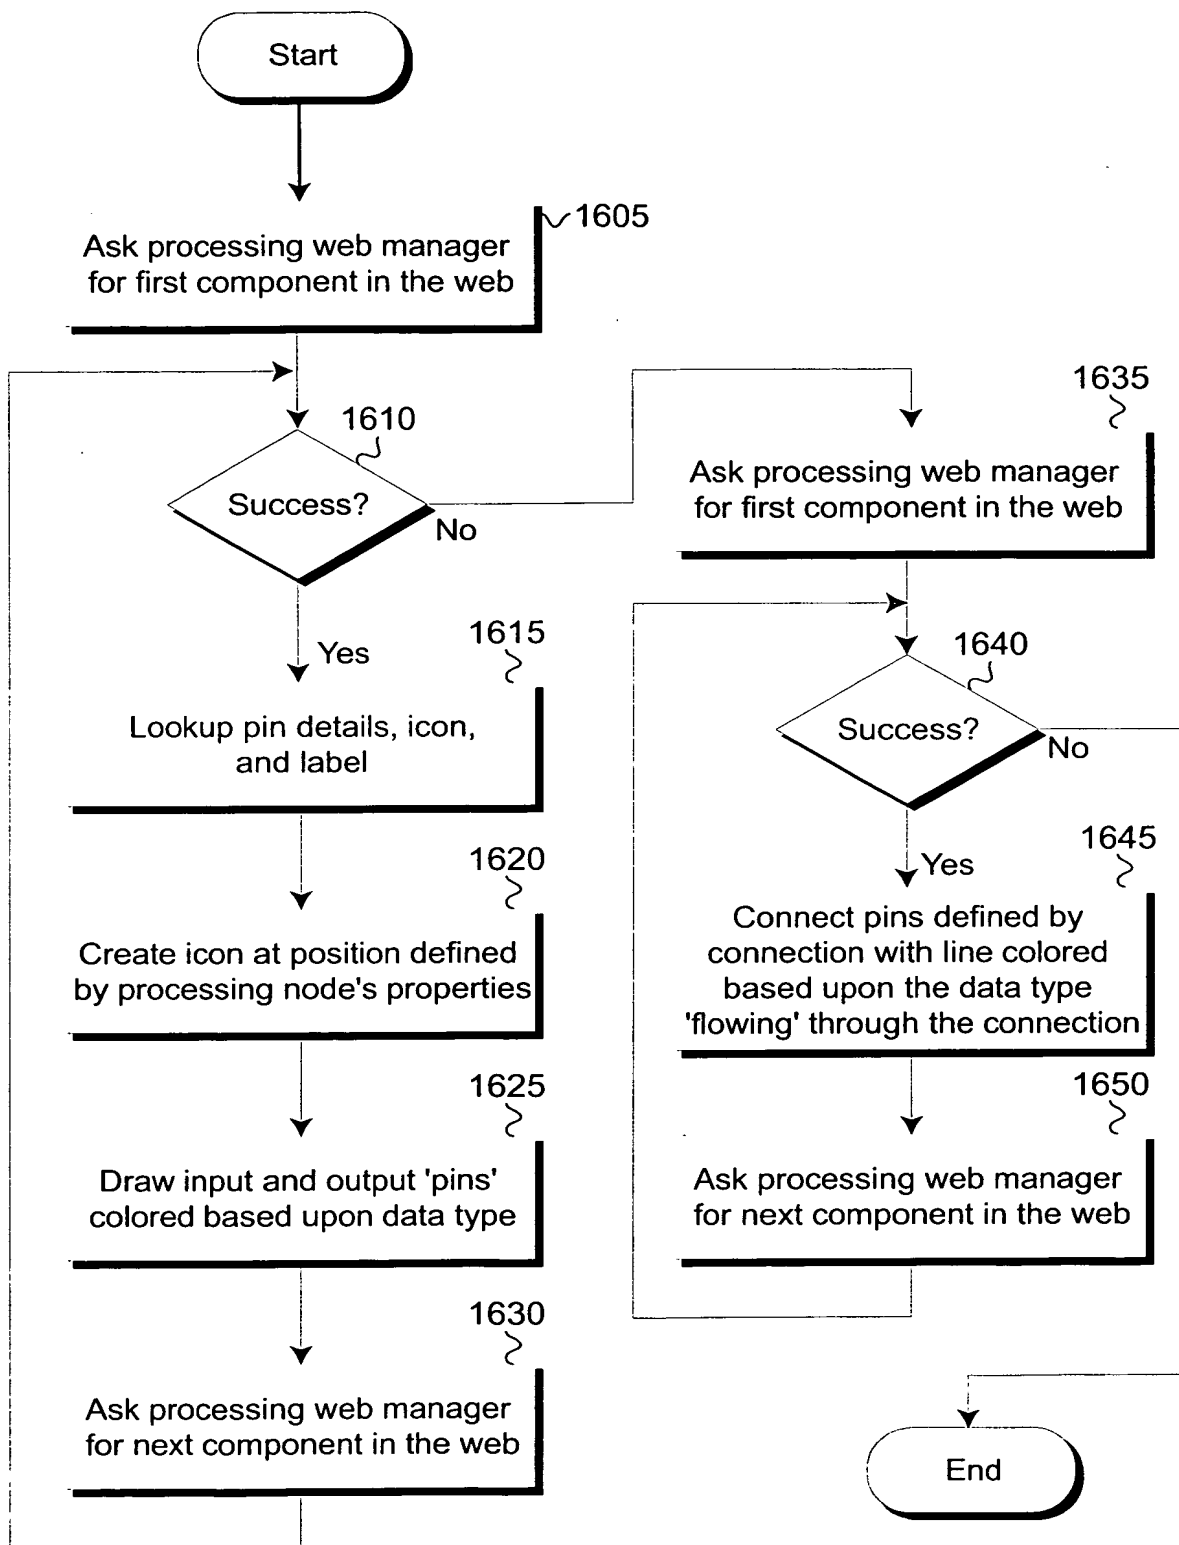 Start
1605
Ask processing web manager
for first component in the web
1610
Success?
No
Yes
1615
Lookup pin details, icon,
and label
1620
Create icon at position defined
by processing node's properties
1625
Draw input and output 'pins'
colored based upon data type
1630
Ask processing web manager
for next component in the web
1635
Ask processing web manager
for first component in the web
1640
Success?
No
Yes
1645
Connect pins defined by
connection with line colored
based upon the data type
'flowing' through the connection
1650
Ask processing web manager
for next component in the web
End